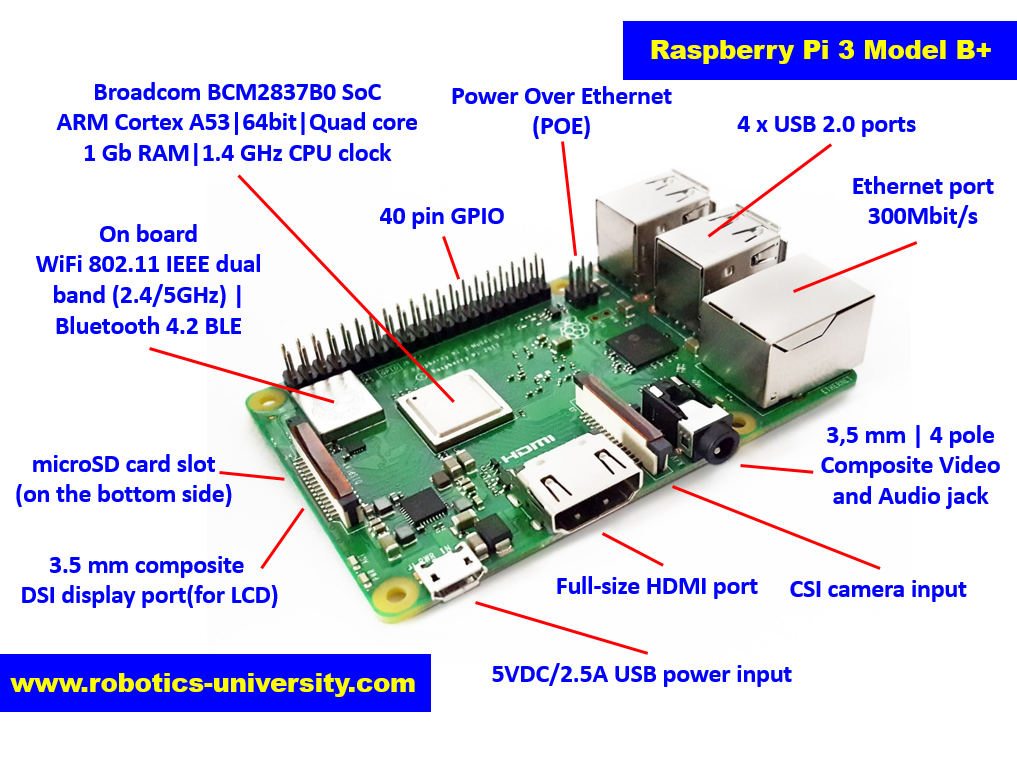 Raspberry Pi 3 Model B+
Broadcom BCM2837B0 SoC
ARM Cortex A53|64bit|Quad core
1 Gb RAM|1.4 GHz CPU clock
Power Over Ethernet
(POE)
4 x USB 2.0 ports
Ethernet port
300Mbit/s
40 pin GPIO
On board
WiFi 802.11 IEEE dual
band (2.4/5GHz) |
Bluetooth 4.2 BLE
HDMI
ETHERNET
microSD card slot
(on the bottom side)
3,5 mm | 4 pole
Composite Video
and Audio jack
3.5 mm composite
DSI display port(for LCD)
Full-size HDMI port
CSI camera input
5VDC/2.5A USB power input
www.robotics-university.com